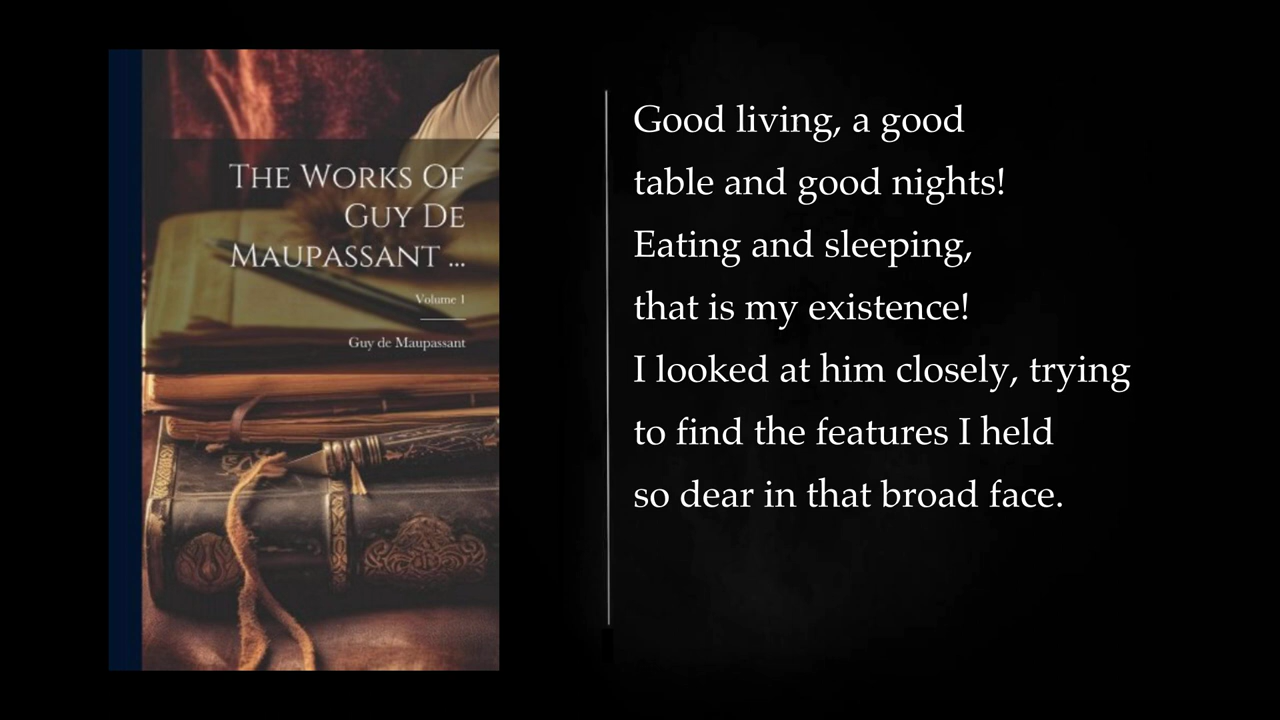 The Works Of
Guy De
Maupassant ...
Volume 1
Guy de Maupassant
Good living, a good
table and good nights!
Eating and sleeping,
that is my existence!
I looked at him closely, trying
to find the features I held
so dear in that broad face.